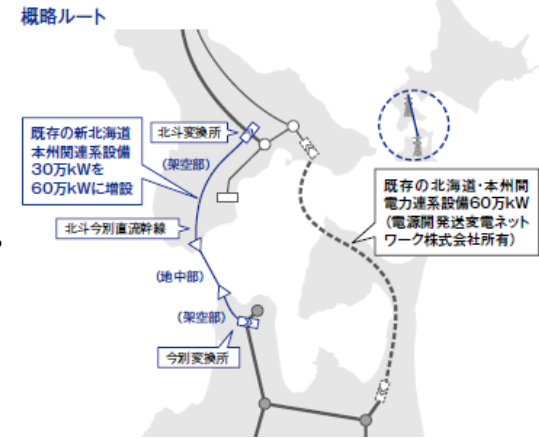 概略ルート
既存の新北海道
本州関連系設備
30万kWを
60万kWに増設
北斗変換所
(架空部)
北斗今別直流幹線
(地中部)
(架空部)
今別変換所
既存の北海道・本州間
電力連系設備60万kW
(電源開発送変電ネット
ワーク株式会社所有)